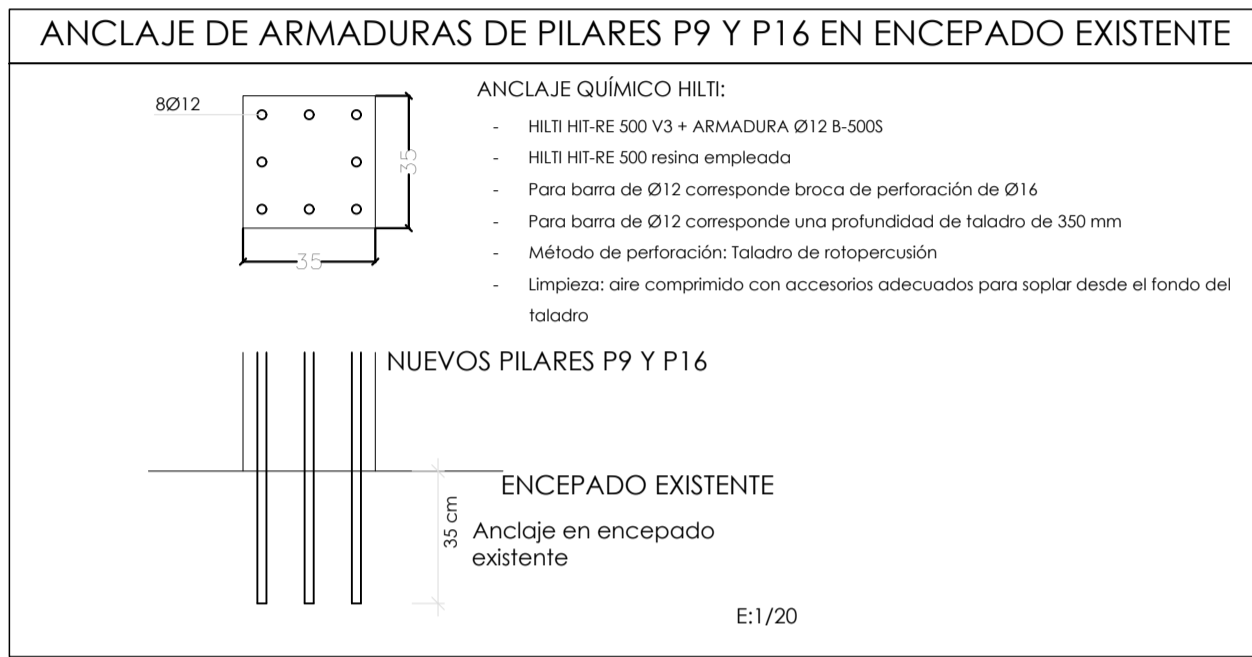 ANCLAJE DE ARMADURAS DE PILARES P9 Y P16 EN ENCEPADO EXISTENTE
8Ø12
35
35
ANCLAJE QUÍMICO HILTI:
- HILTI HIT-RE 500 V3 + ARMADURA Ø12 B-500S
- HILTI HIT-RE 500 resina empleada
- Para barra de Ø12 corresponde broca de perforación de Ø16
- Para barra de Ø12 corresponde una profundidad de taladro de 350 mm
- Método de perforación: Taladro de rotopercusión
- Limpieza: aire comprimido con accesorios adecuados para soplar desde el fondo del
taladro
NUEVOS PILARES P9 Y P16
ENCEPADO EXISTENTE
35 cm
Anclaje en encepado
existente
E:1/20